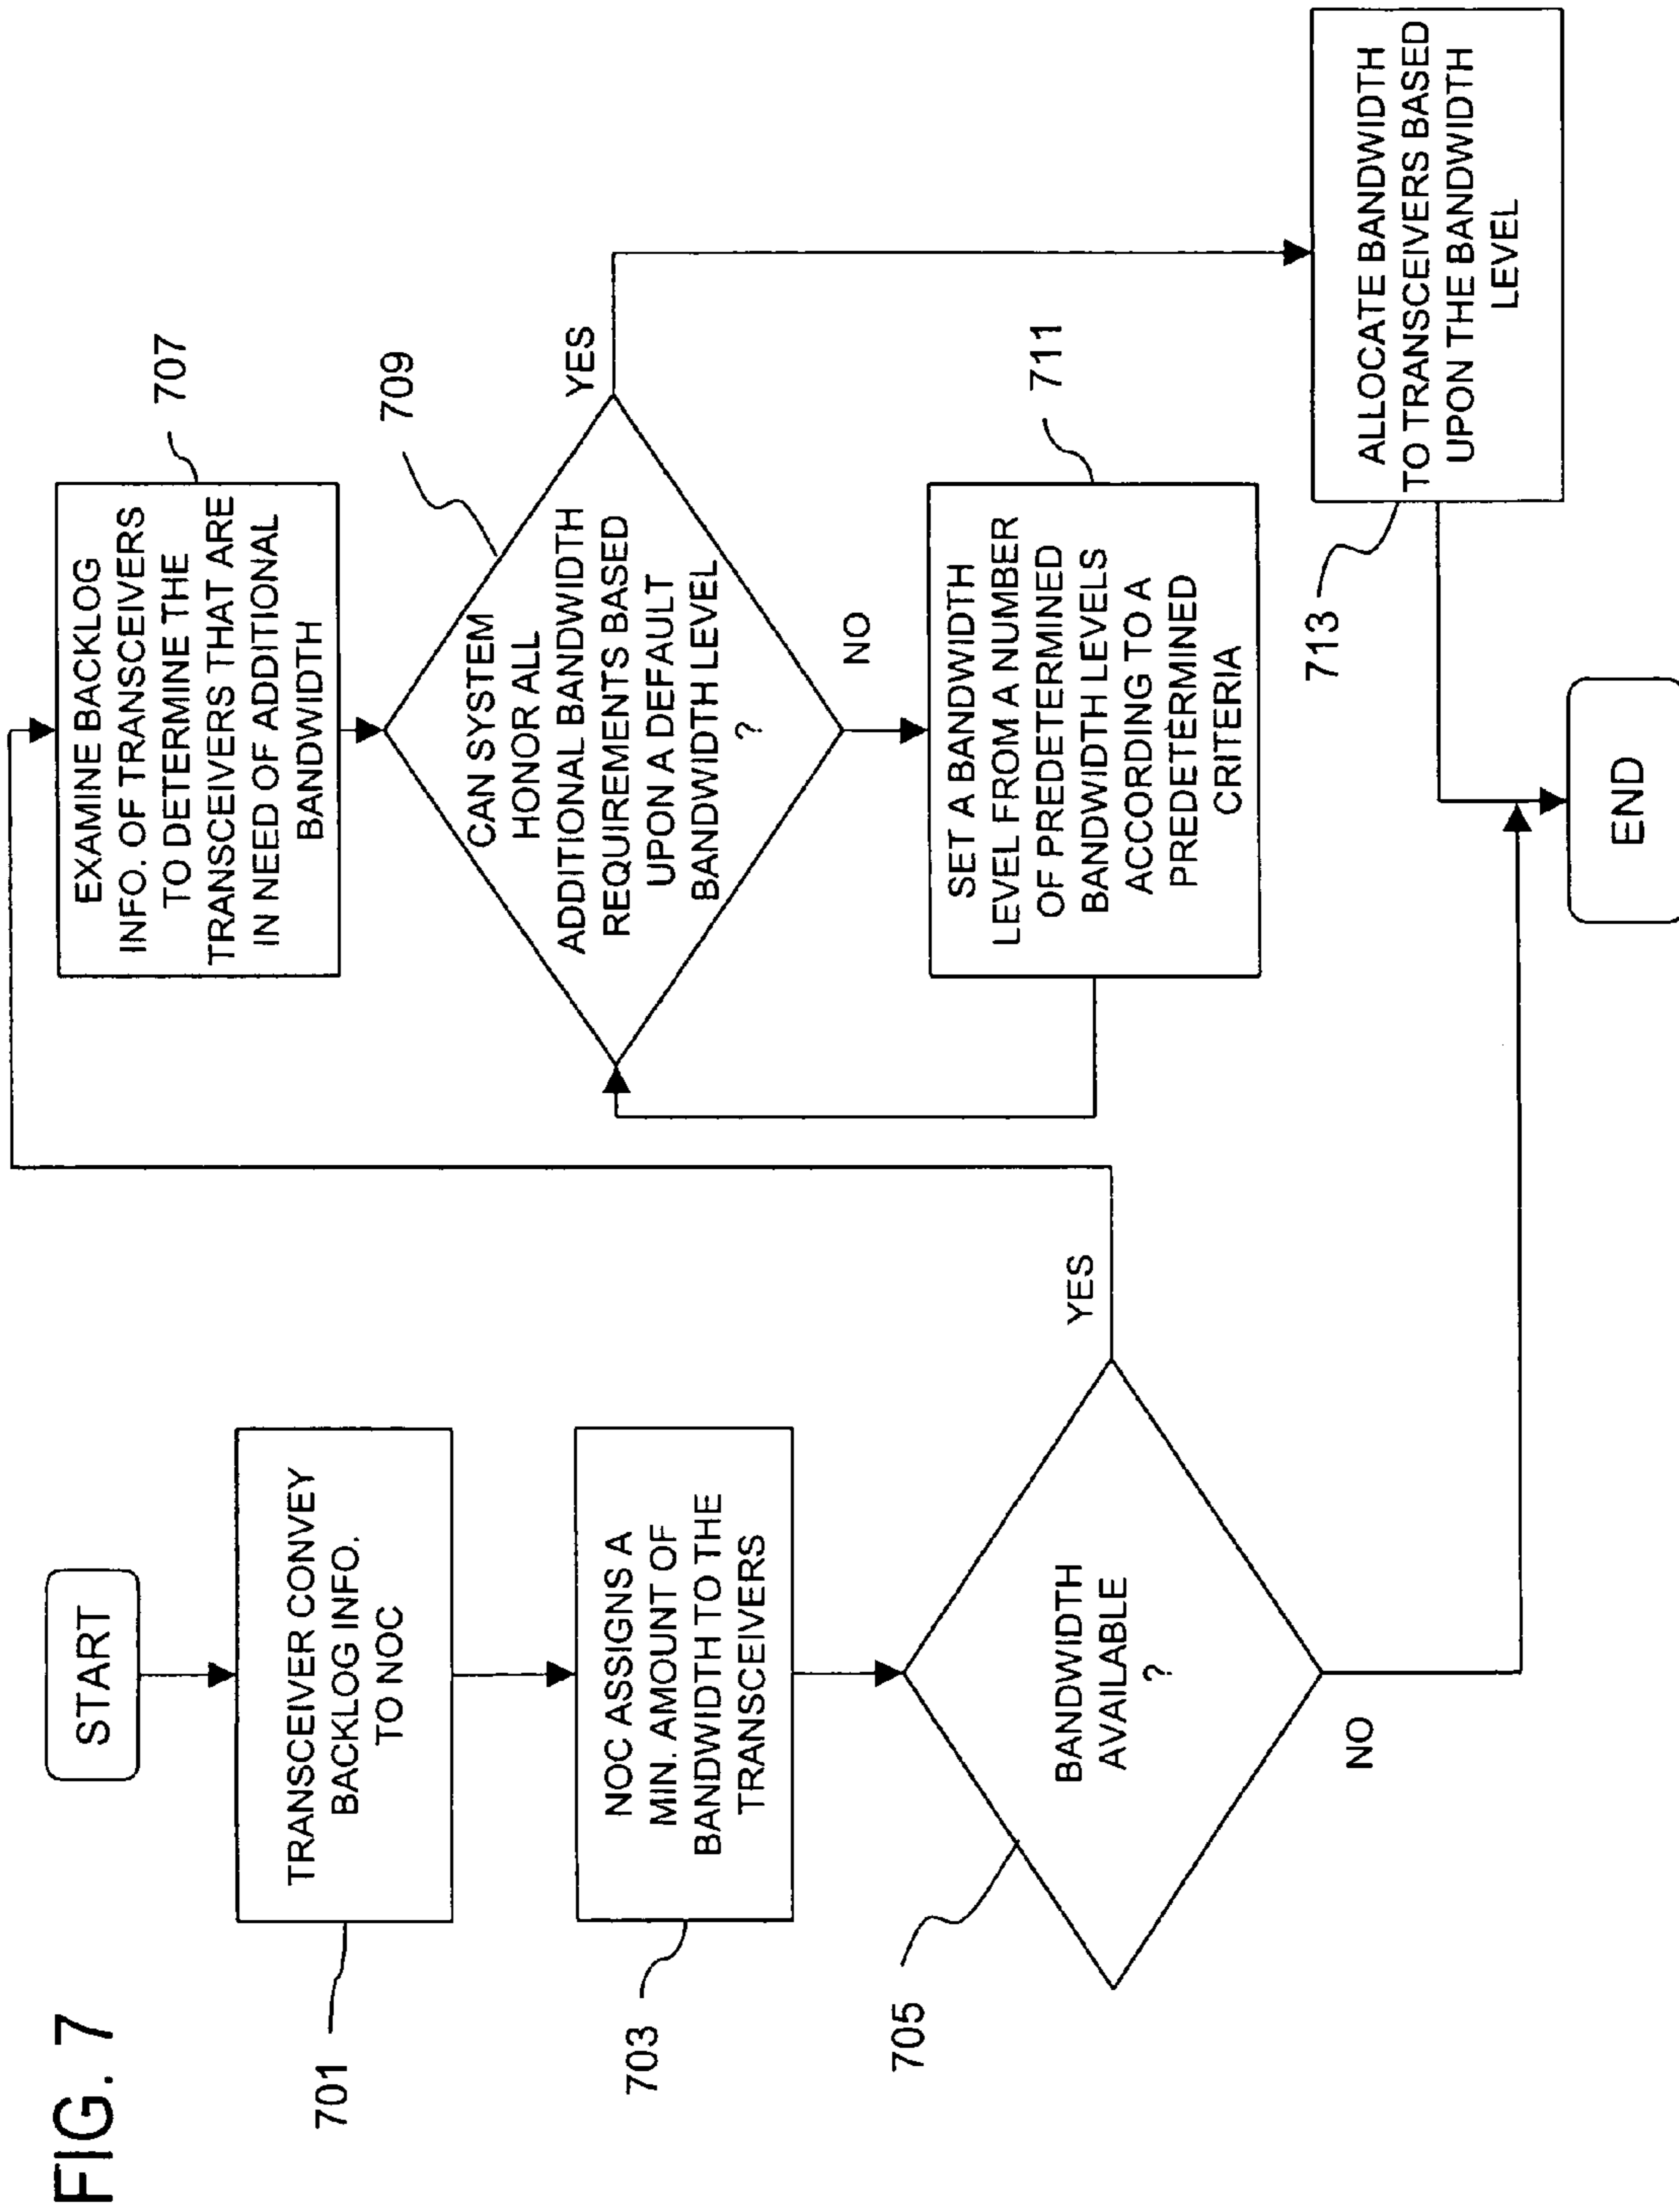 FIG. 7
START
TRANSCEIVER CONVEY
BACKLOG INFO.
TO NOC
701
NOC ASSIGNS A
MIN. AMOUNT OF
BANDWIDTH TO THE
TRANSCEIVERS
703
BANDWIDTH
AVAILABLE
?
705
YES
NO
EXAMINE BACKLOG
INFO. OF TRANSCEIVERS
TO DETERMINE THE
TRANSCEIVERS THAT ARE
IN NEED OF ADDITIONAL
BANDWIDTH
707
CAN SYSTEM
HONOR ALL
ADDITIONAL BANDWIDTH
REQUIREMENTS BASED
UPON A DEFAULT
BANDWIDTH LEVEL
?
709
YES
NO
SET A BANDWIDTH
LEVEL FROM A NUMBER
OF PREDETERMINED
BANDWIDTH LEVELS
ACCORDING TO A
PREDETERMINED
CRITERIA
711
ALLOCATE BANDWIDTH
TO TRANSCEIVERS BASED
UPON THE BANDWIDTH
LEVEL
713
END